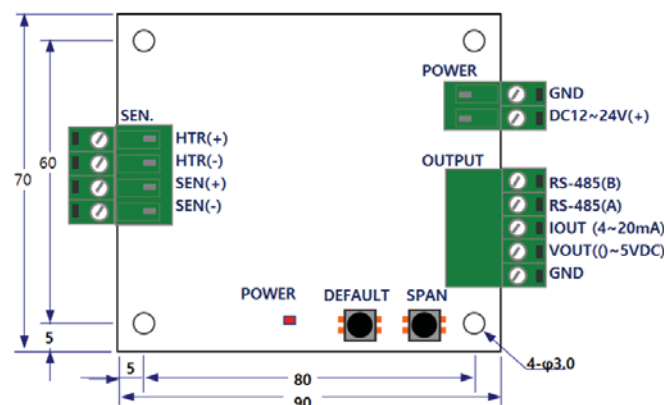 POWER
GND
DC12~24V(+)
SEN.
HTR(+)
HTR(-)
SEN(+)
SEN(-)
OUTPUT
RS-485(B)
RS-485(A)
IOUT (4~20mA)
VOUT(()~5VDC)
GND
POWER
DEFAULT
SPAN
70
60
5
5
80
90
4-φ3.0